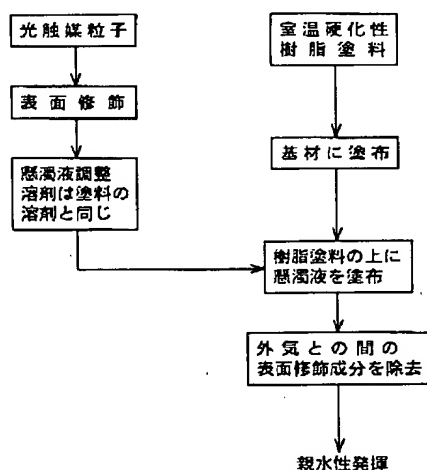 光触媒粒子
表面修飾
懸濁液調整
溶剤は塗料の
溶剤と同じ
室温硬化性
樹脂塗料
基材に塗布
樹脂塗料の上に
懸濁液を塗布
外気との間の
表面修飾成分を除去
親水性発揮